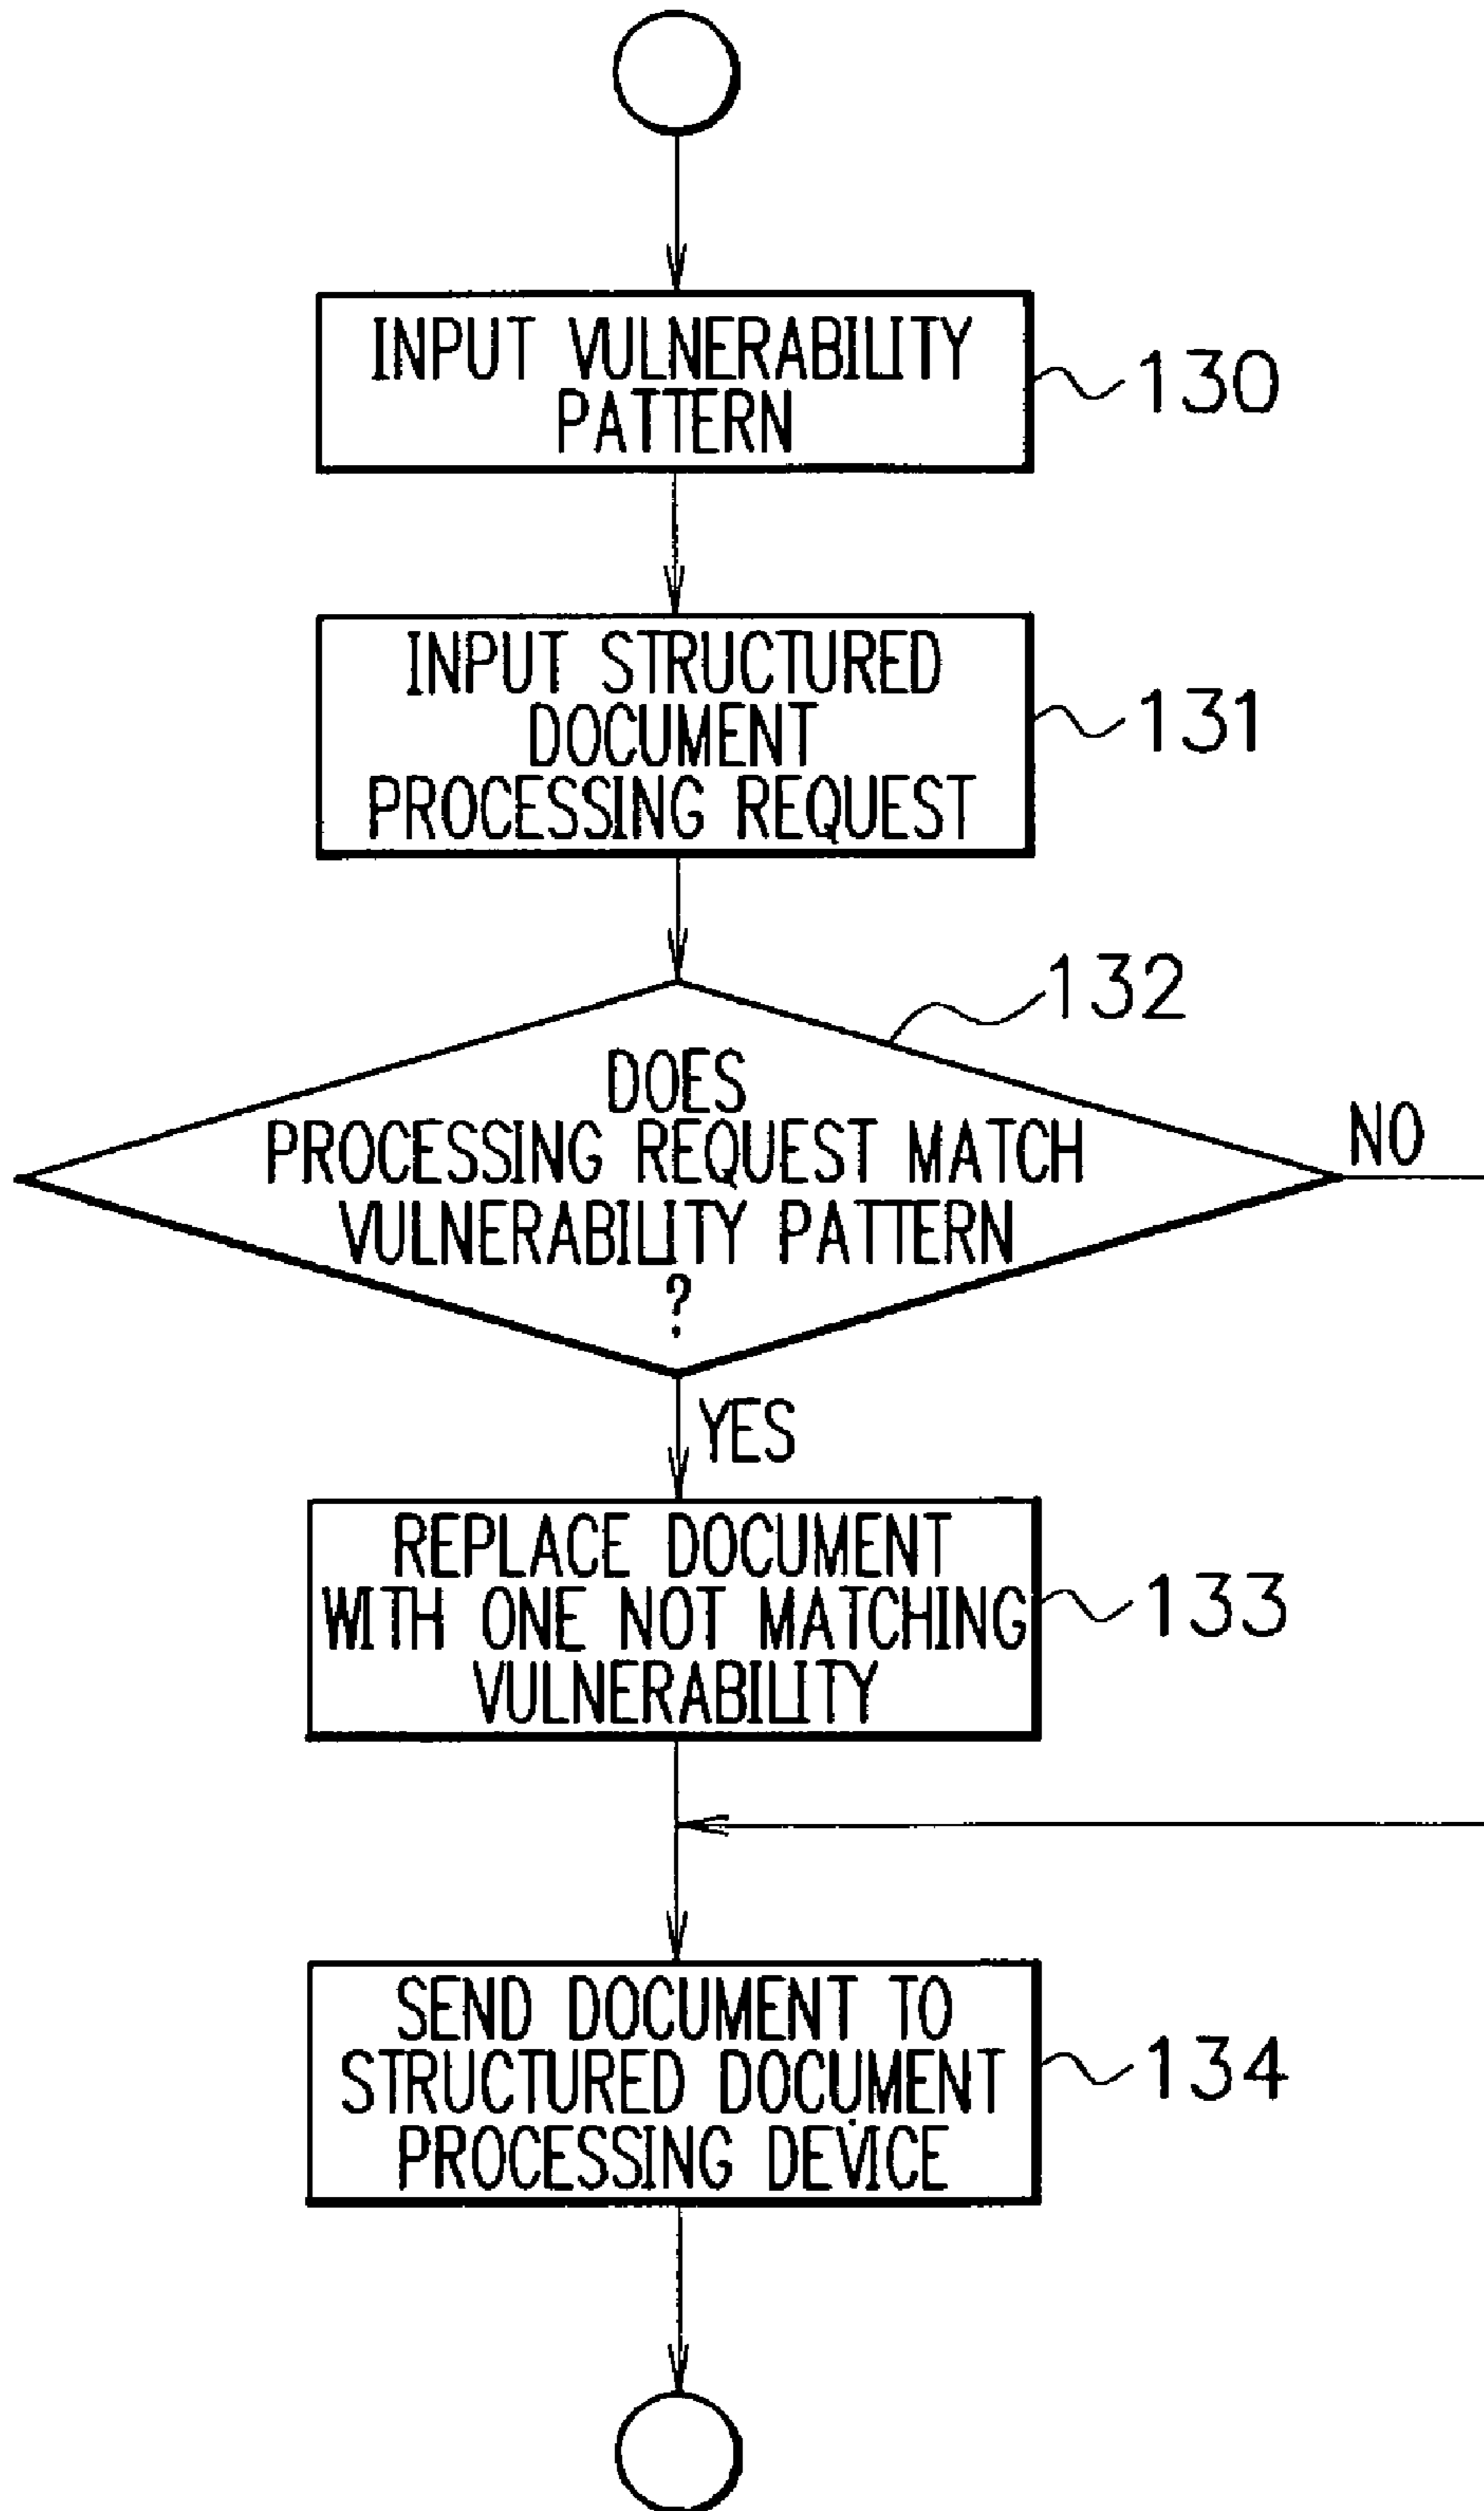 INPUT VULNERABILITY
PATTERN
130
INPUT STRUCTURED
DOCUMENT
PROCESSING REQUEST
131
132
DOES
PROCESSING REQUEST MATCH
VULNERABILITY PATTERN
?
NO
YES
REPLACE DOCUMENT
WITH ONE NOT MATCHING
VULNERABILITY
133
SEND DOCUMENT TO
STRUCTURED DOCUMENT
PROCESSING DEVICE
134